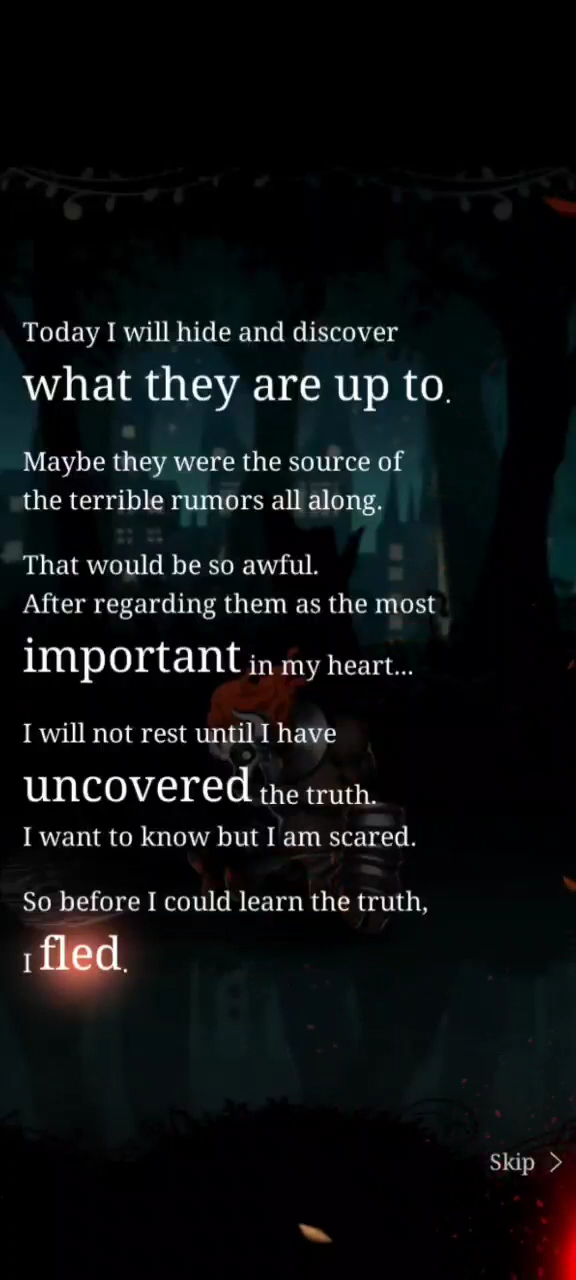 Today I will hide and discover
what they are up to.
Maybe they were the source of
the terrible rumors all along.
That would be so awful.
After regarding them as the most
important in my heart...
I will not rest until I have
uncovered the truth.
I want to know but I am scared.
So before I could learn the truth,
I fled.
Skip >